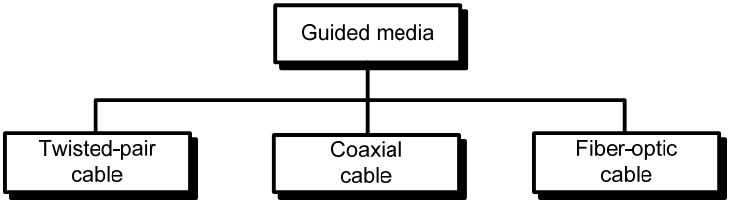 Guided media
Twisted-pair
cable
Coaxial
cable
Fiber-optic
cable